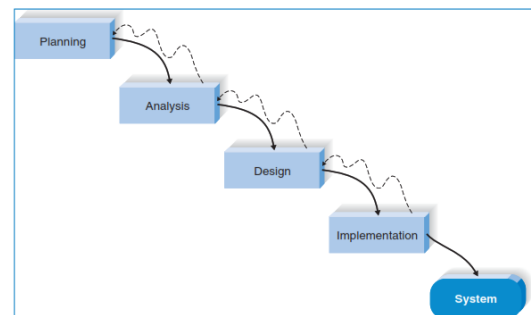 Planning
Analysis
Design
Implementation
System